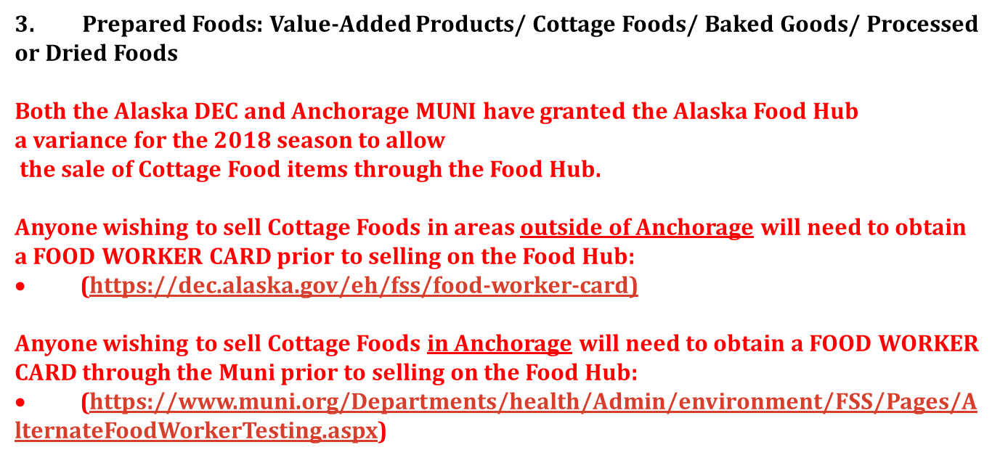 3. Prepared Foods: Value-Added Products/ Cottage Foods/ Baked Goods/ Processed
or Dried Foods
Both the Alaska DEC and Anchorage MUNI have granted the Alaska Food Hub
a variance for the 2018 season to allow
the sale of Cottage Food items through the Food Hub.
Anyone wishing to sell Cottage Foods in areas outside of Anchorage will need to obtain
a FOOD WORKER CARD prior to selling on the Food Hub:
• (https://dec.alaska.gov/eh/fss/food-worker-card)
Anyone wishing to sell Cottage Foods in Anchorage will need to obtain a FOOD WORKER
CARD through the Muni prior to selling on the Food Hub:
• (https://www.muni.org/Departments/health/Admin/environment/FSS/Pages/A
lternateFoodWorkerTesting.aspx)